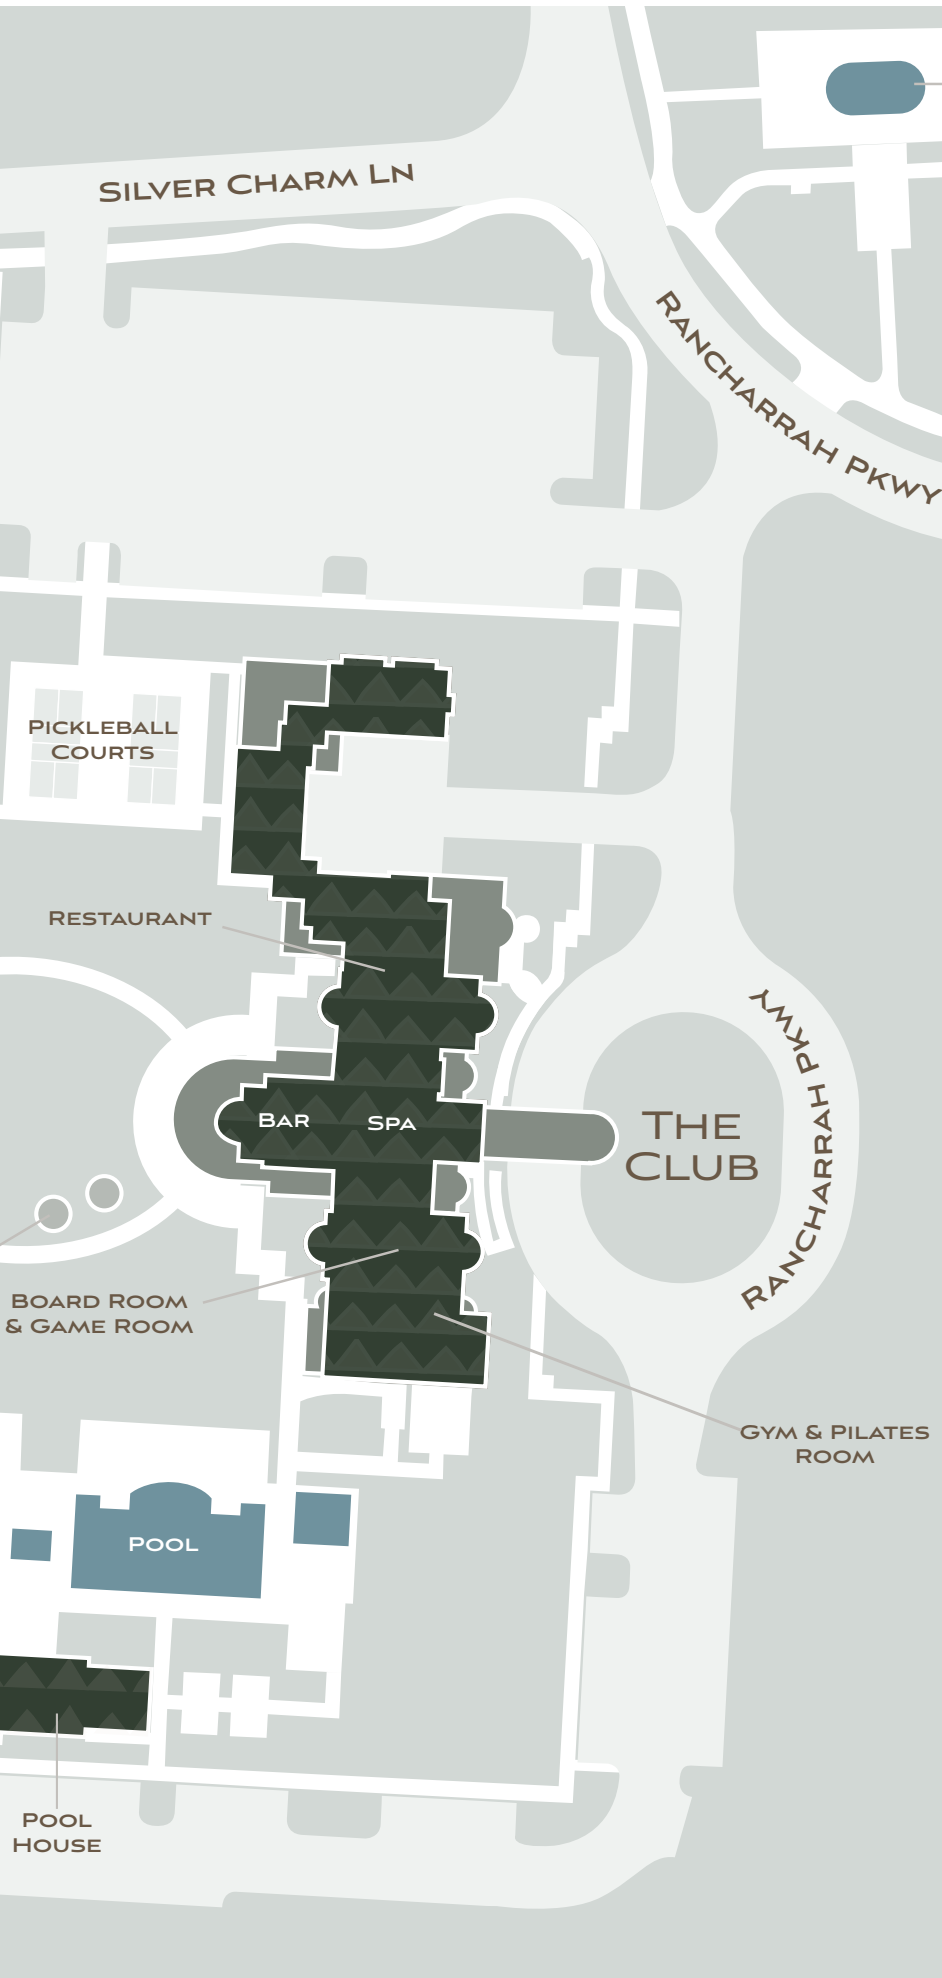 Silver Charm Ln
Rancharrah Pkwy
Pickleball
Courts
Restaurant
Bar
Spa
The
Club
Rancharrah Pkwy
Board Room
& Game Room
Gym & Pilates
Room
Pool
Pool
House